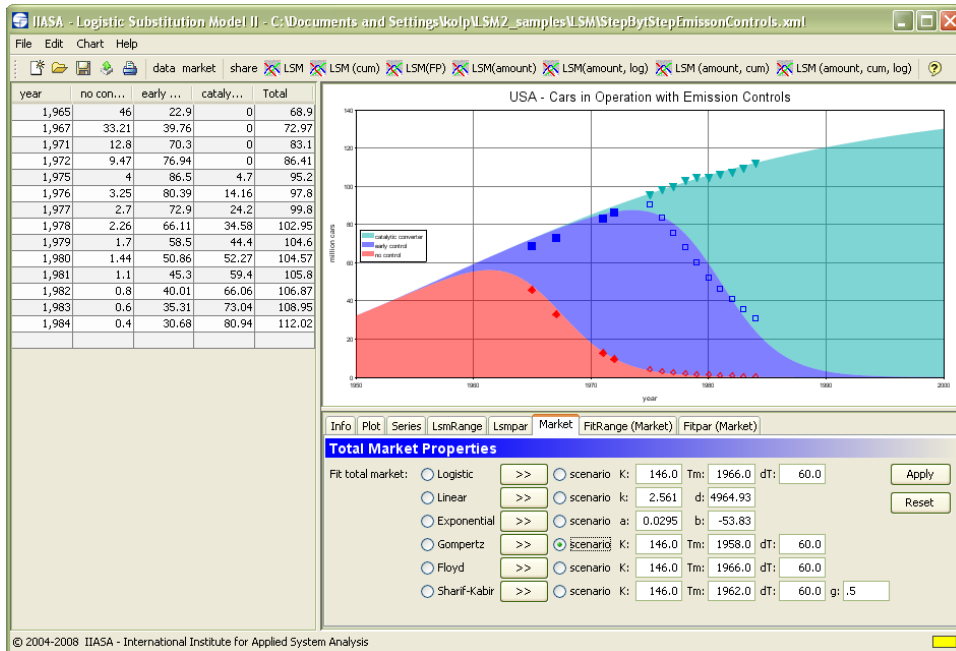 IIASA - Logistic Substitution Model II - C:\Documents and Settings\kolp\LSM2_samples\LSM\StepBytStepEmissonControls.xml
File Edit Chart Help
data market share LSM LSM (cum) LSM(FP) LSM(amount) LSM(amount, log) LSM (amount, cum) LSM (amount, cum, log) ?
year no con... early ... cataly... Total
1,965 46 22.9 0 68.9
1,967 33.21 39.76 0 72.97
1,971 12.8 70.3 0 83.1
1,972 9.47 76.94 0 86.41
1,975 4 86.5 4.7 95.2
1,976 3.25 80.39 14.16 97.8
1,977 2.7 72.9 24.2 99.8
1,978 2.26 66.11 34.58 102.95
1,979 1.7 58.5 44.4 104.6
1,980 1.44 50.86 52.27 104.57
1,981 1.1 45.3 59.4 105.8
1,982 0.8 40.01 66.06 106.87
1,983 0.6 35.31 73.04 108.95
1,984 0.4 30.68 80.94 112.02
USA - Cars in Operation with Emission Controls
140
120
100
80
60
40
20
0
million cars
catalytic converter
early control
no control
1950 1960 1970 1980 1990 2000
year
Info Plot Series LsmRange Lsmpar Market FitRange (Market) Fitpar (Market)
Total Market Properties
Fit total market: Logistic >> scenario K: 146.0 Tm: 1966.0 dT: 60.0 Apply
Linear >> scenario k: 2.561 d: 4964.93 Reset
Exponential >> scenario a: 0.0295 b: -53.83
Gompertz >> scenario K: 146.0 Tm: 1958.0 dT: 60.0
Floyd >> scenario K: 146.0 Tm: 1966.0 dT: 60.0
Sharif-Kabir >> scenario K: 146.0 Tm: 1962.0 dT: 60.0 g: .5
© 2004-2008 IIASA - International Institute for Applied System Analysis